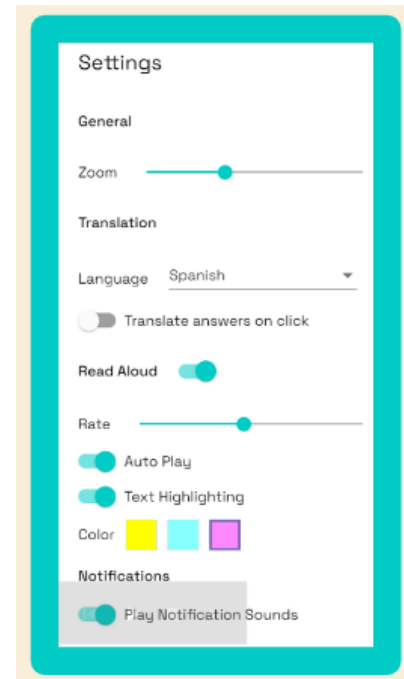 Settings
General
Zoom
Translation
Language Spanish
Translate answers on click
Read Aloud
Rate
Auto Play
Text Highlighting
Color
Notifications
Play Notification Sounds